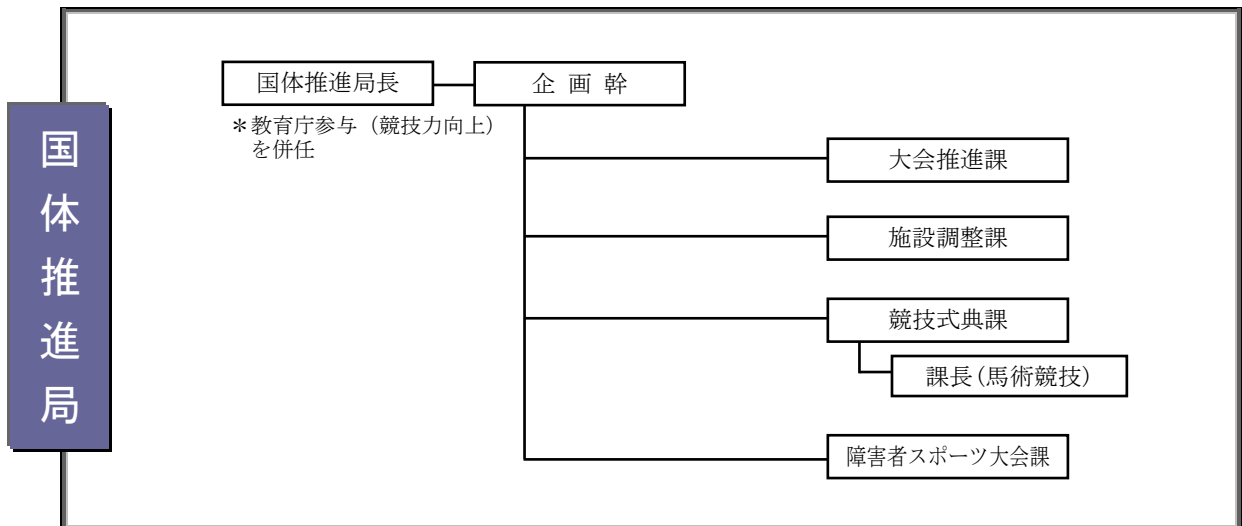 国体推進局
国体推進局長
企画幹
＊教育庁参与（競技力向上）
を併任
大会推進課
施設調整課
競技式典課
課長（馬術競技）
障害者スポーツ大会課